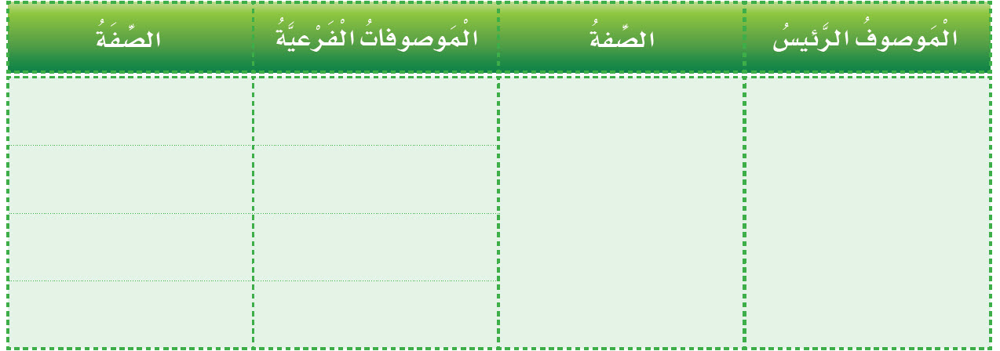 الْمَوصوفُ الرَّئيسُ
الصِّفةُ
الْمَوصوفاتُ الْفَرْعيَّةُ
الصِّفَةُ